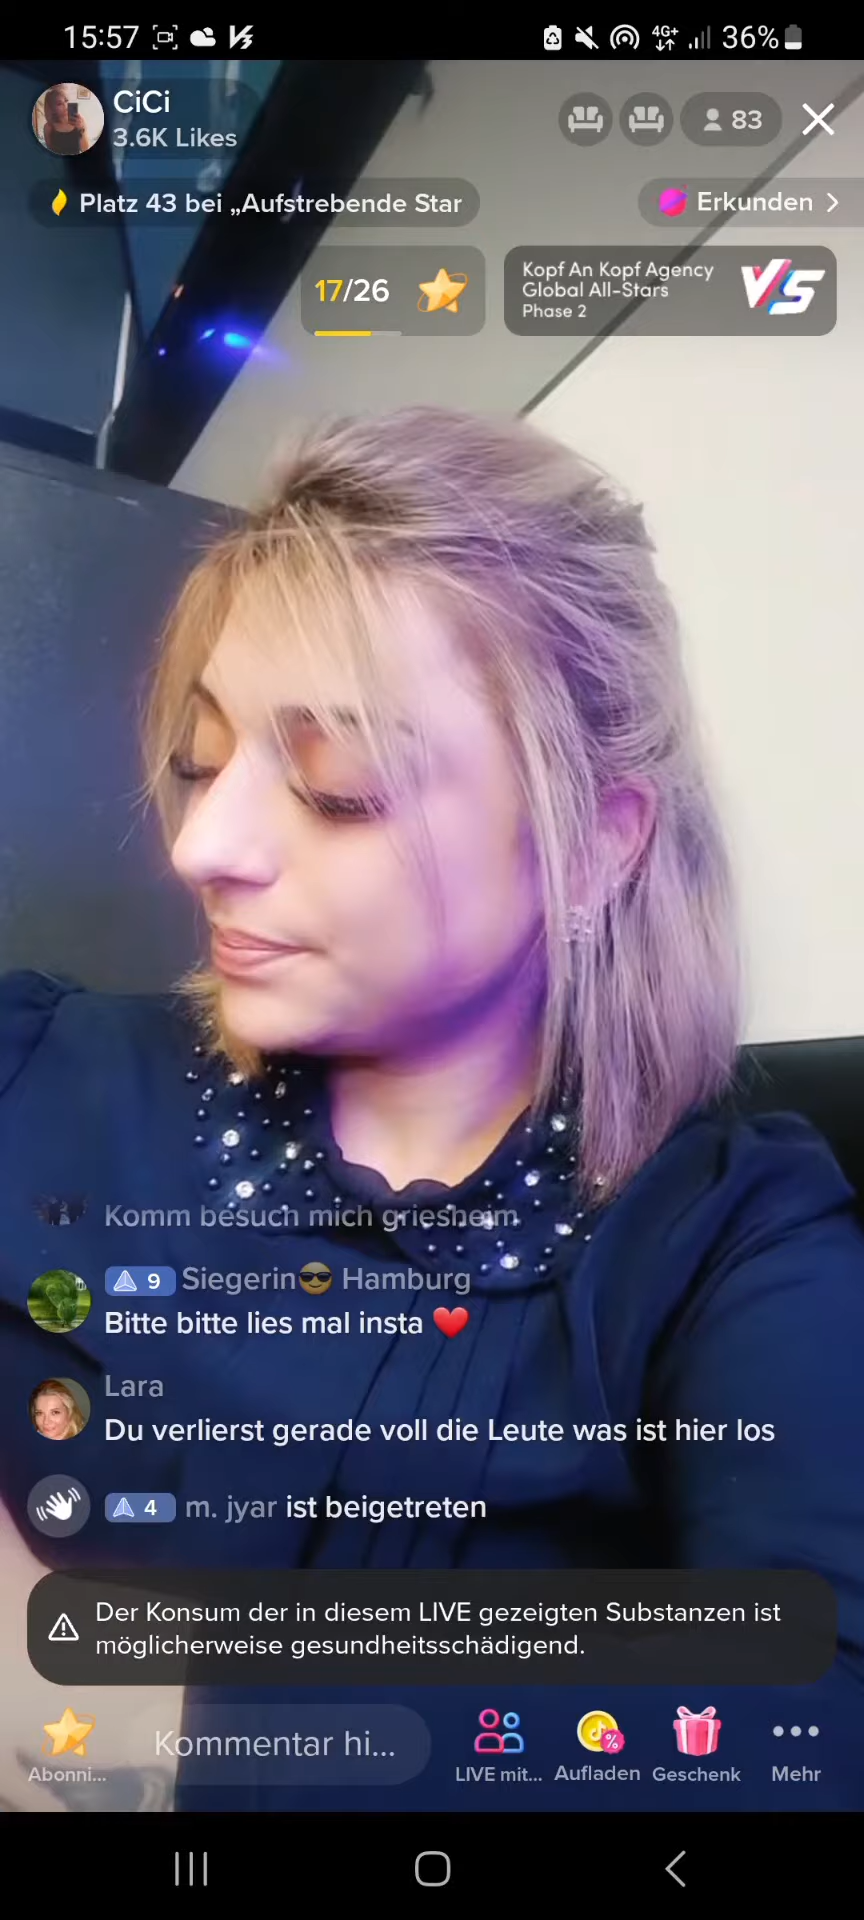 15:57
4G+
36%
CiCi
3.6K Likes
83
Platz 43 bei „Aufstrebende Star
Erkunden
17/26
Kopf An Kopf Agency
Global All-Stars
Phase 2
VS
Komm besuch mich griesheim
9 Siegerin😎 Hamburg
Bitte bitte lies mal insta ❤️
Lara
Du verlierst gerade voll die Leute was ist hier los
4 m. jyar ist beigetreten
Der Konsum der in diesem LIVE gezeigten Substanzen ist
möglicherweise gesundheitsschädigend.
Kommentar hi...
Abonni...
LIVE mit...
Aufladen
Geschenk
Mehr